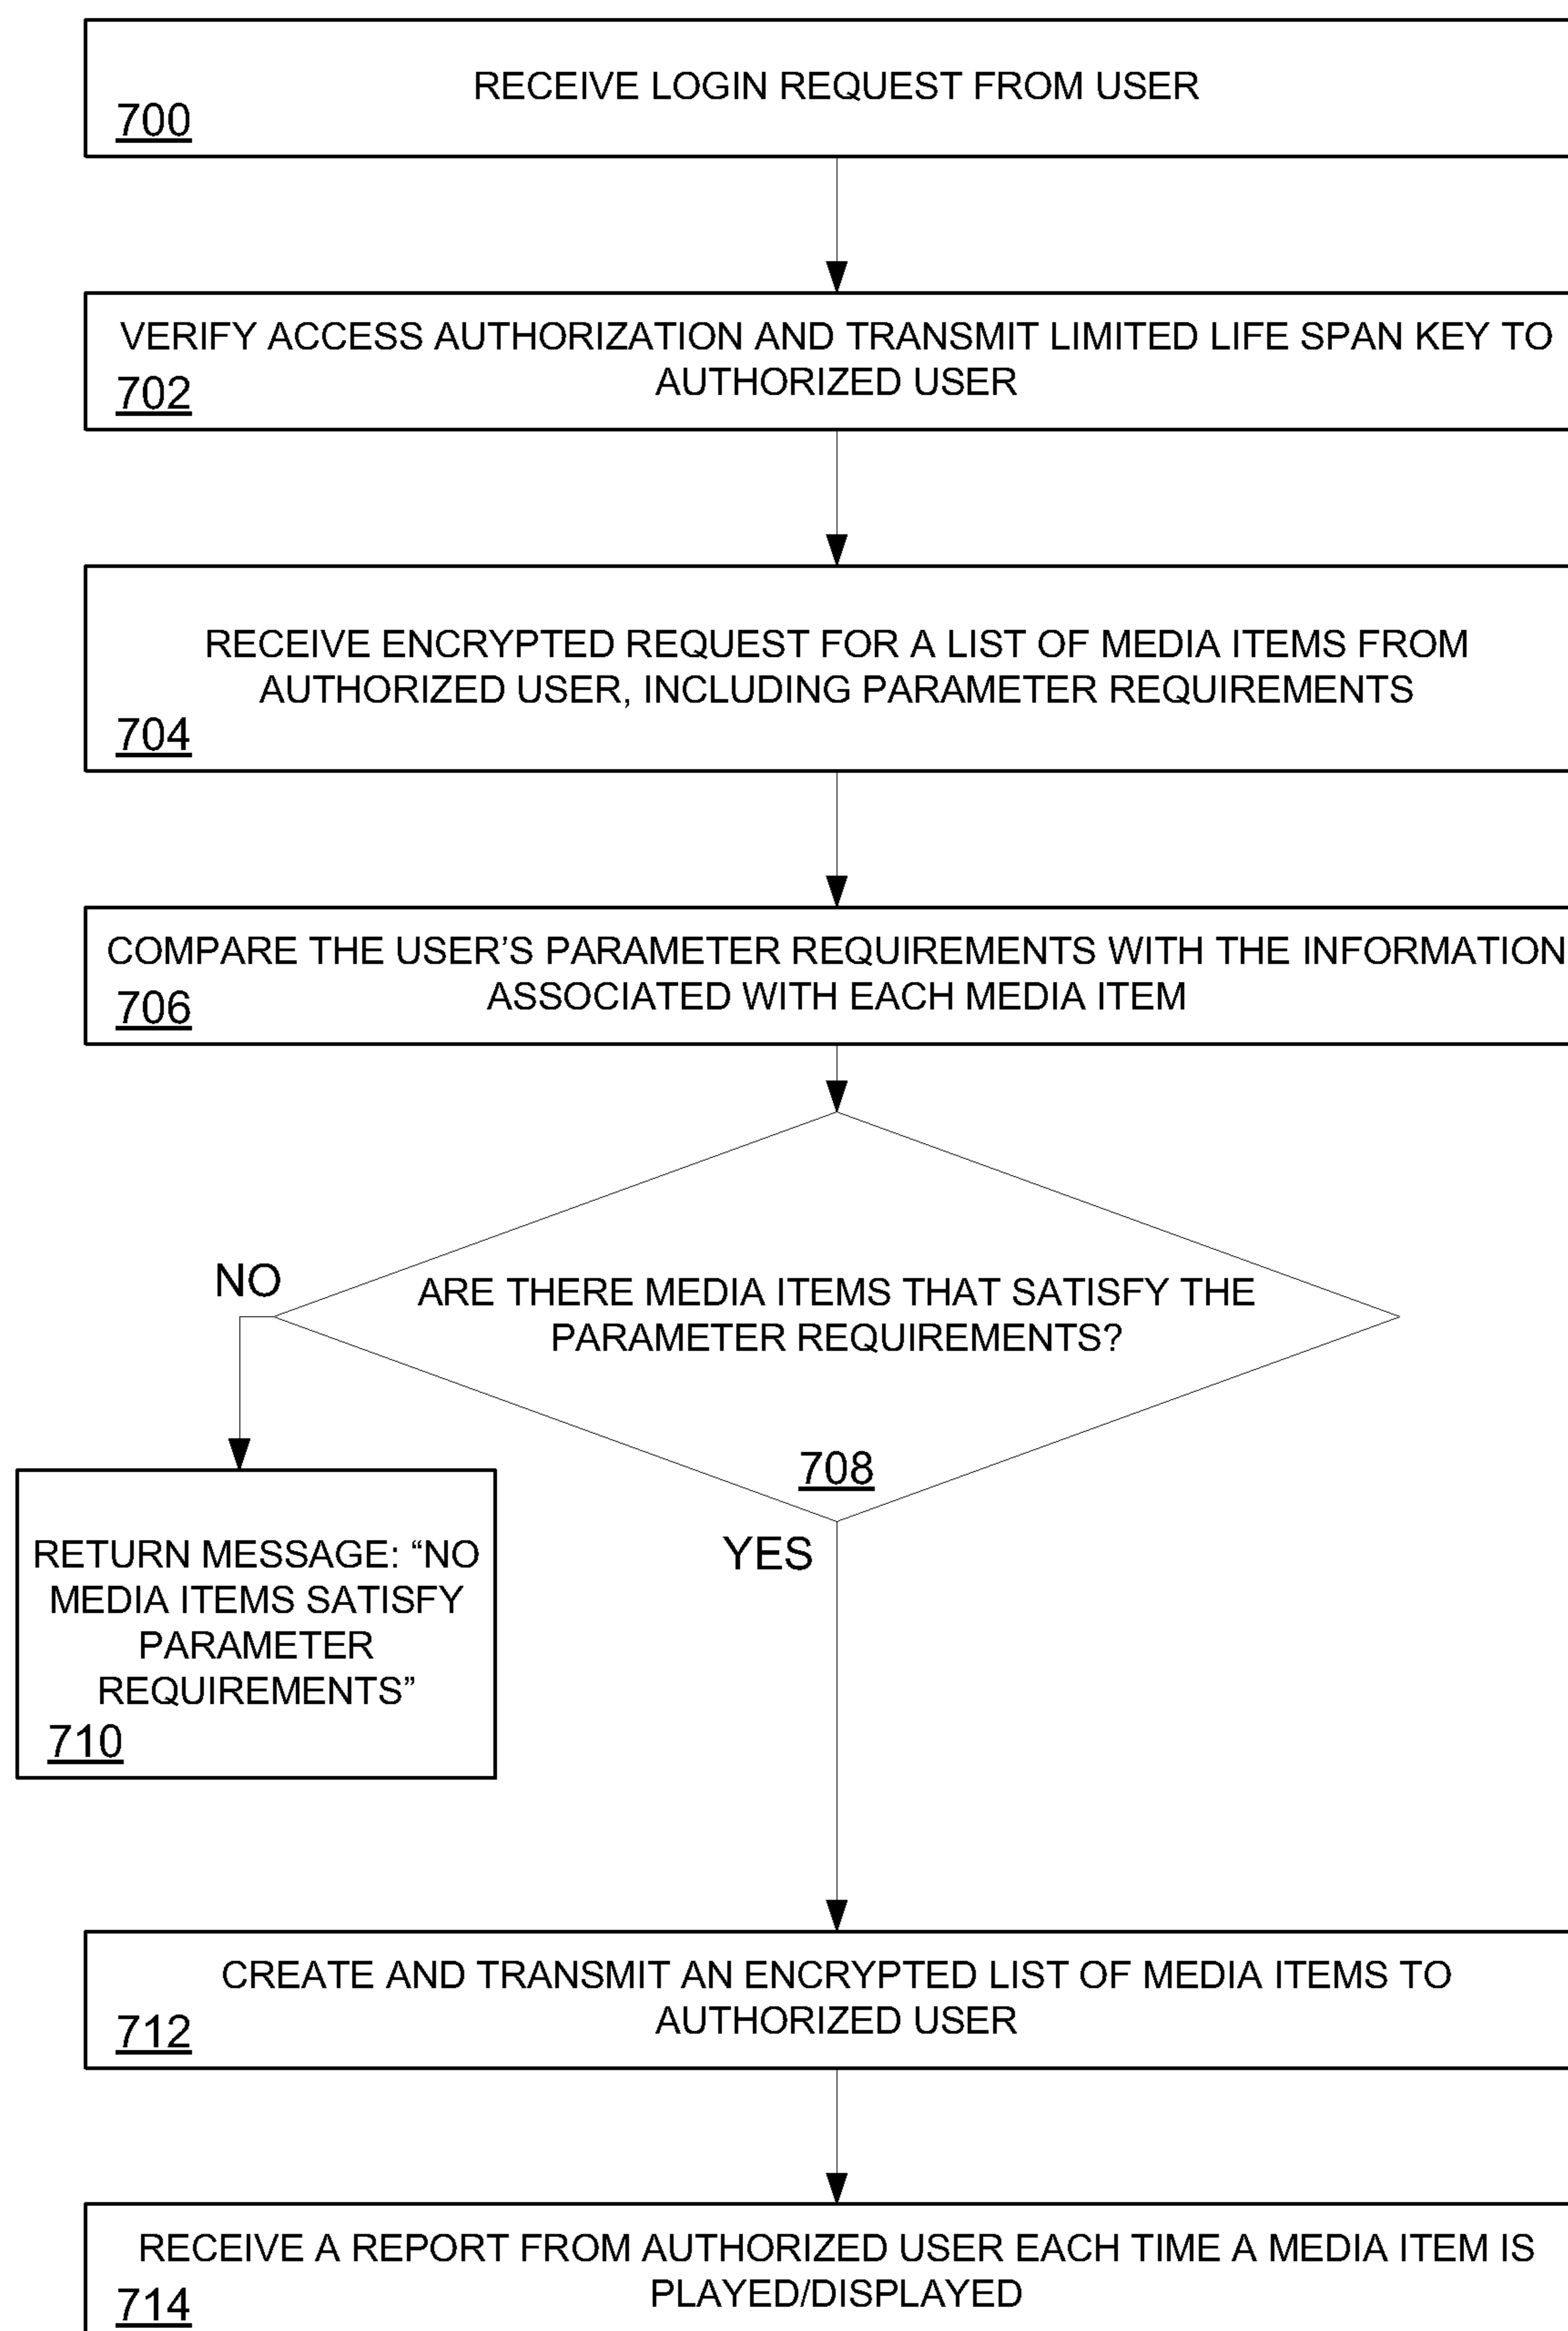 RECEIVE LOGIN REQUEST FROM USER
700
VERIFY ACCESS AUTHORIZATION AND TRANSMIT LIMITED LIFE SPAN KEY TO
AUTHORIZED USER
702
RECEIVE ENCRYPTED REQUEST FOR A LIST OF MEDIA ITEMS FROM
AUTHORIZED USER, INCLUDING PARAMETER REQUIREMENTS
704
COMPARE THE USER’S PARAMETER REQUIREMENTS WITH THE INFORMATION
ASSOCIATED WITH EACH MEDIA ITEM
706
NO
ARE THERE MEDIA ITEMS THAT SATISFY THE
PARAMETER REQUIREMENTS?
708
YES
RETURN MESSAGE: “NO
MEDIA ITEMS SATISFY
PARAMETER
REQUIREMENTS”
710
CREATE AND TRANSMIT AN ENCRYPTED LIST OF MEDIA ITEMS TO
AUTHORIZED USER
712
RECEIVE A REPORT FROM AUTHORIZED USER EACH TIME A MEDIA ITEM IS
PLAYED/DISPLAYED
714